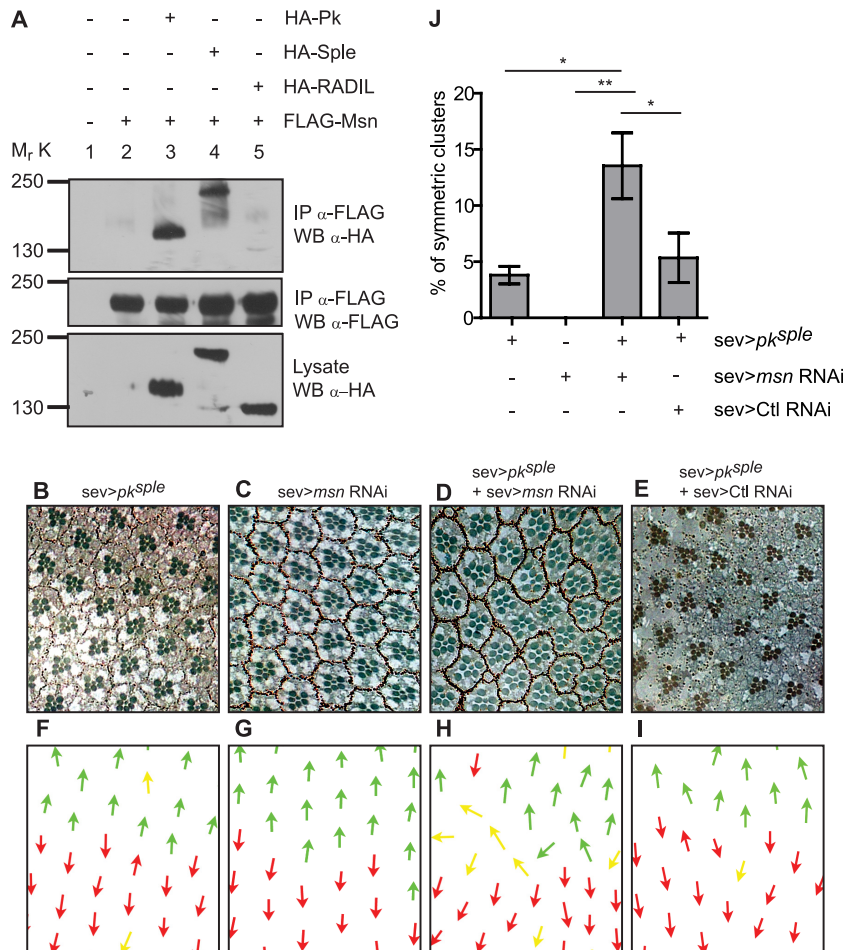 A
- - + - - HA-Pk
- - - + - HA-Sple
- - - - + HA-RADIL
- + + + + FLAG-Msn
Mr K 1 2 3 4 5
250
130
IP α-FLAG
WB α-HA
250
IP α-FLAG
WB α-FLAG
250
130
Lysate
WB α–HA
J
*
**
*
% of symmetric clusters
20
15
10
5
0
+ - + + sev>pksple
- + + - sev>msn RNAi
- - - + sev>Ctl RNAi
B sev>pksple
C sev>msn RNAi
D sev>pksple
+ sev>msn RNAi
E sev>pksple
+ sev>Ctl RNAi
F
G
H
I